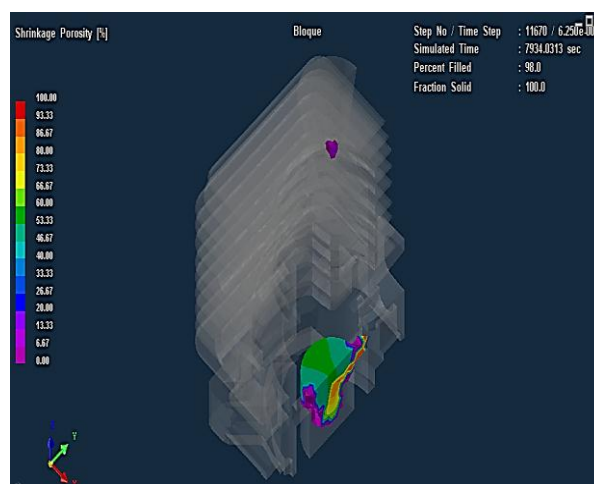 Shrinkage Porosity [%]
Bloque
Step No / Time Step : 11670 / 6.250e-
Simulated Time : 7934.0313 sec
Percent Filled : 98.0
Fraction Solid : 100.0
100.00
93.33
86.67
80.00
73.33
66.67
60.00
53.33
46.67
40.00
33.33
26.67
20.00
13.33
6.67
0.00
Y